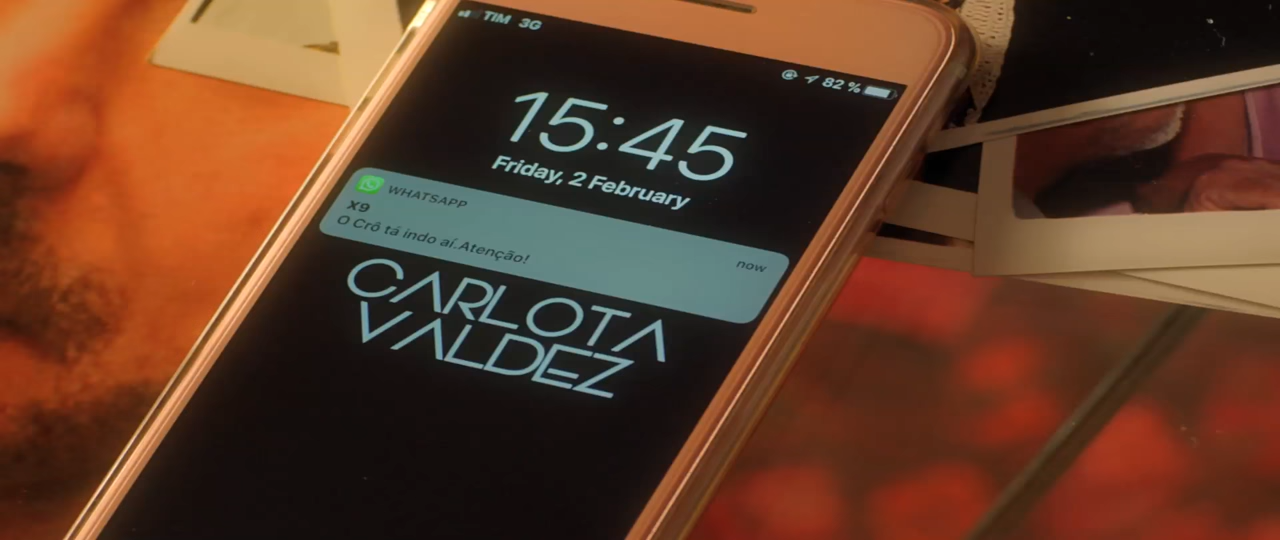 TIM 3G
82 %
15:45
Friday, 2 February
WHATSAPP
X9
now
O Crô tá indo aí.Atenção!
CARLOTA
VALDEZ